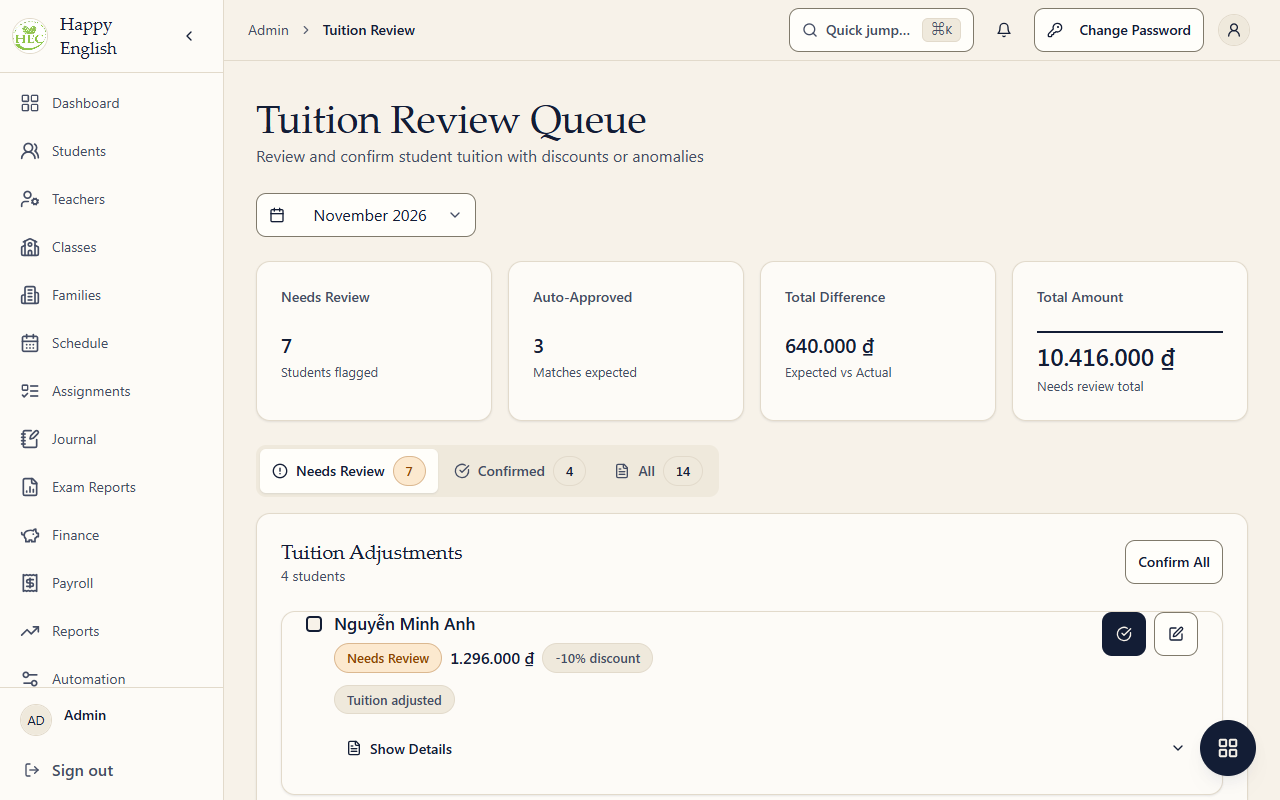 HEC
Happy
English
Admin
Tuition Review
Quick jump...
⌘K
Change Password
Dashboard
Students
Teachers
Classes
Families
Schedule
Assignments
Journal
Exam Reports
Finance
Payroll
Reports
Automation
AD
Admin
Sign out
Tuition Review Queue
Review and confirm student tuition with discounts or anomalies
November 2026
Needs Review
7
Students flagged
Auto-Approved
3
Matches expected
Total Difference
640.000 ₫
Expected vs Actual
Total Amount
10.416.000 ₫
Needs review total
Needs Review 7
Confirmed 4
All 14
Tuition Adjustments
4 students
Confirm All
Nguyễn Minh Anh
Needs Review 1.296.000 ₫ -10% discount
Tuition adjusted
Show Details